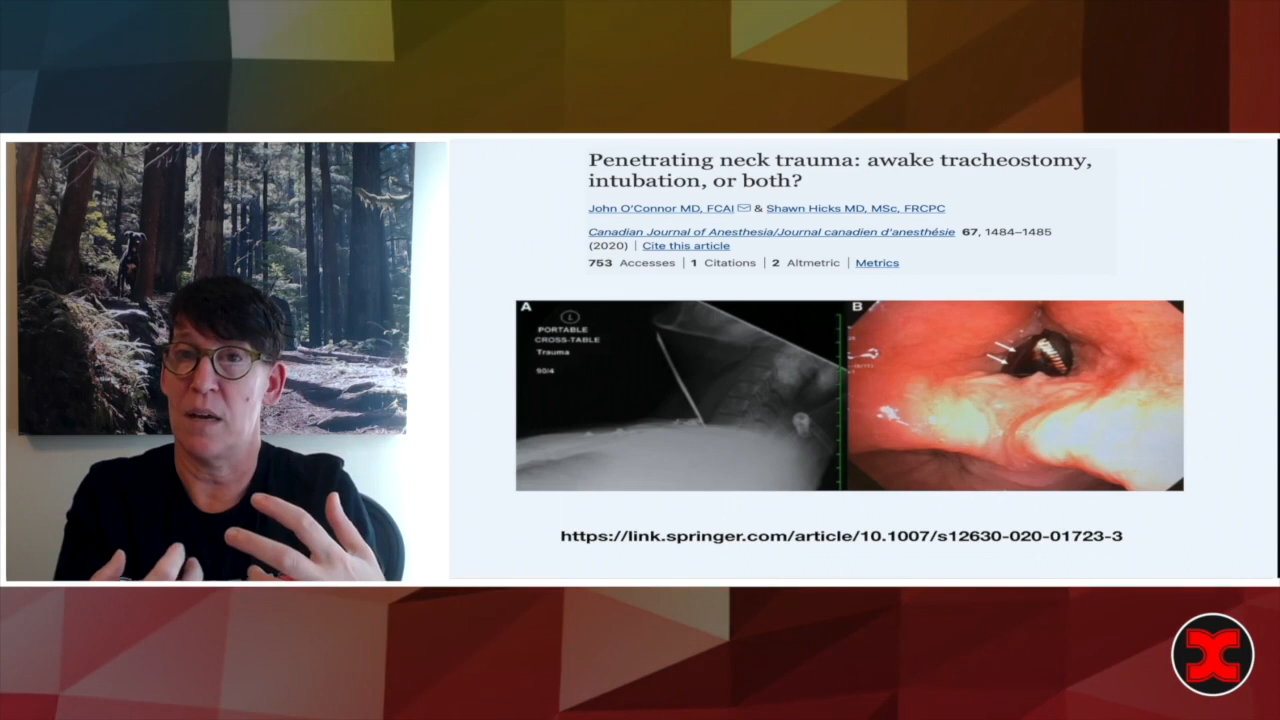 Penetrating neck trauma: awake tracheostomy,
intubation, or both?
John O'Connor MD, FCAI & Shawn Hicks MD, MSc, FRCPC
Canadian Journal of Anesthesia/Journal canadien d'anesthésie 67, 1484–1485
(2020) | Cite this article
753 Accesses | 1 Citations | 2 Altmetric | Metrics
A
L
PORTABLE
CROSS-TABLE
Trauma
B
https://link.springer.com/article/10.1007/s12630-020-01723-3